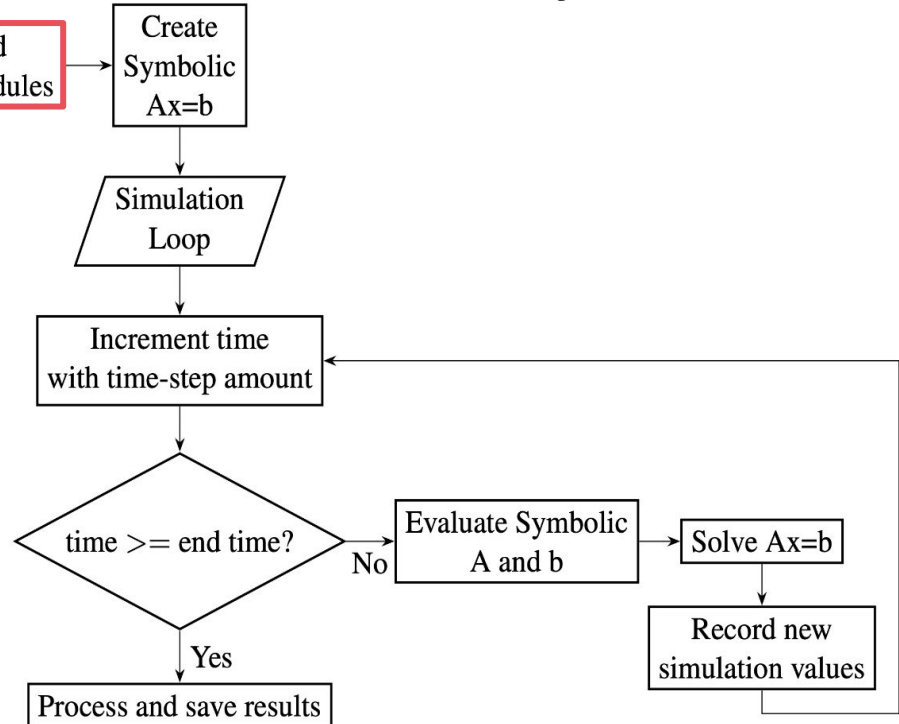 Create
Symbolic
Ax=b
Simulation
Loop
Increment time
with time-step amount
time >= end time?
No
Evaluate Symbolic
A and b
Solve Ax=b
Record new
simulation values
Yes
Process and save results